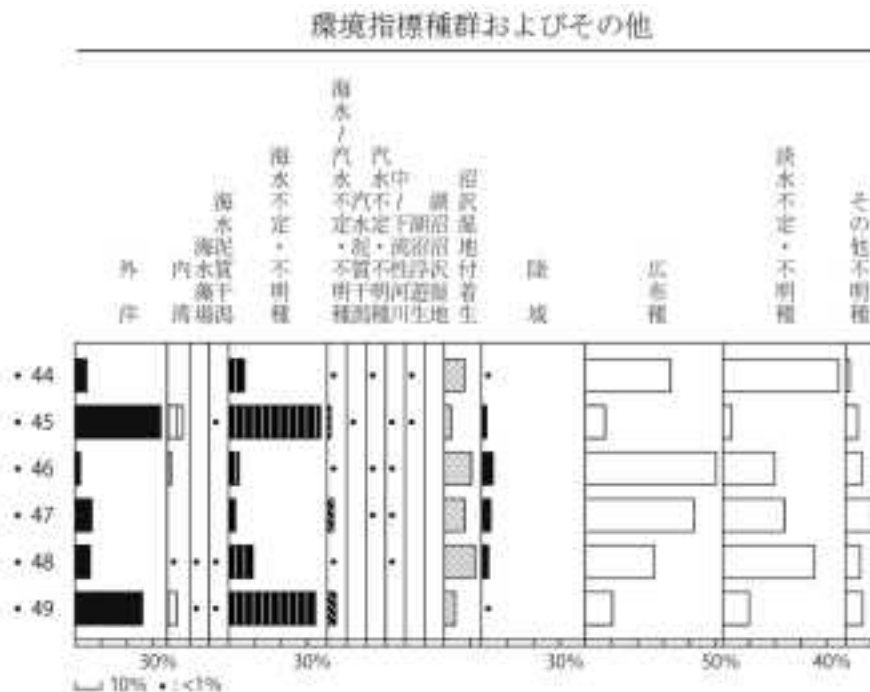 環境指標種群およびその他
外洋
内湾
海水藻場
海水泥質干潟
海水不定・不明種
海水~汽水不定・不明種
汽水泥質干潟
汽水不定・不明種
中~下流性河川
湖沼浮遊生
湖沼沼沢湿地
沼沢湿地付着生
陸域
広布種
淡水不定・不明種
その他不明種
• 44
• 45
• 46
• 47
• 48
• 49
30% 30% 30% 50% 40%
10% • : <1%